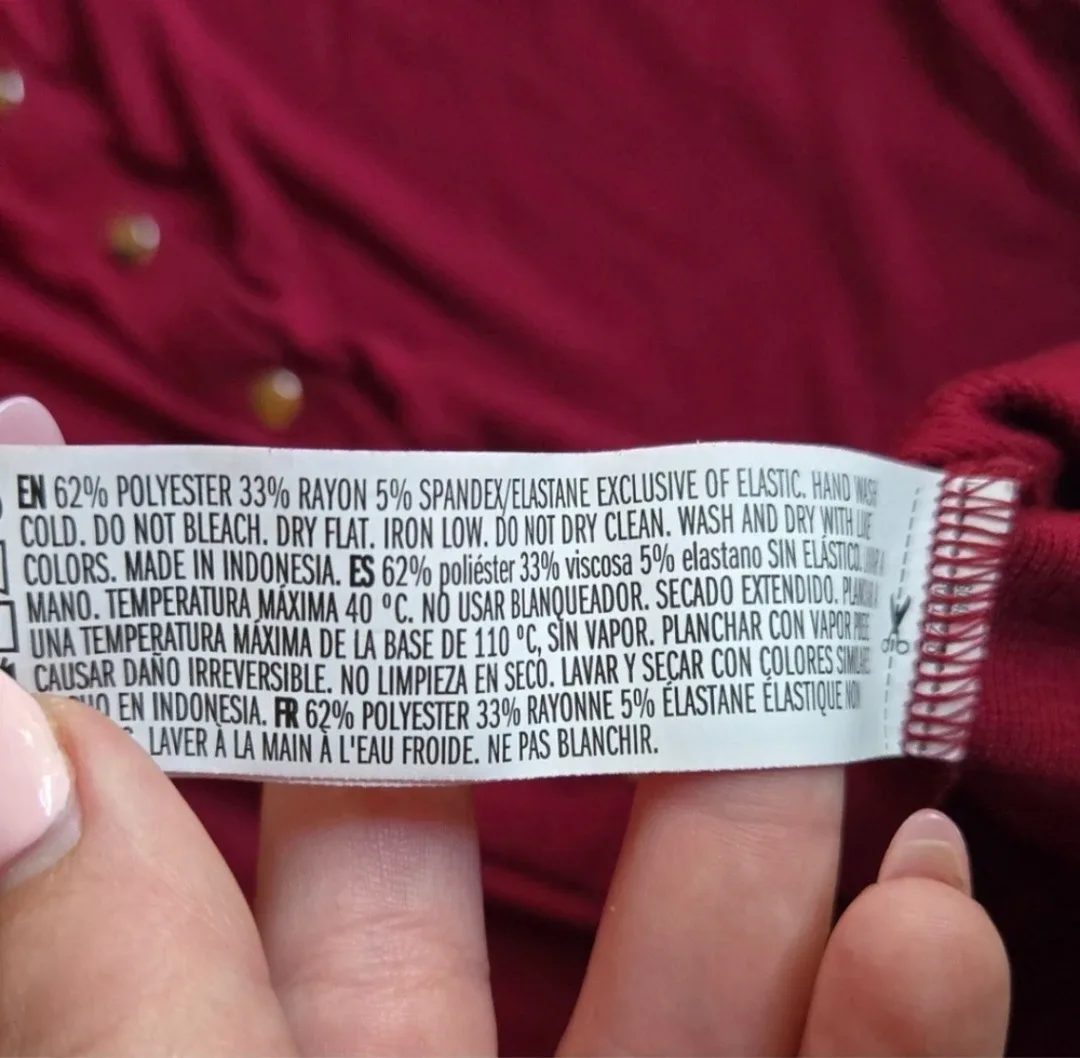 EN 62% POLYESTER 33% RAYON 5% SPANDEX/ELASTANE EXCLUSIVE OF ELASTIC. HAND WASH
COLD. DO NOT BLEACH. DRY FLAT. IRON LOW. DO NOT DRY CLEAN. WASH AND DRY WITH LIKE
COLORS. MADE IN INDONESIA. ES 62% poliéster 33% viscosa 5% elastano SIN ELÁSTICO.
MANO. TEMPERATURA MÁXIMA 40 ºC. NO USAR BLANQUEADOR. SECADO EXTENDIDO.
UNA TEMPERATURA MÁXIMA DE LA BASE DE 110 ºC, SIN VAPOR. PLANCHAR CON VAPOR
CAUSAR DAÑO IRREVERSIBLE. NO LIMPIEZA EN SECO. LAVAR Y SECAR CON COLORES
EN INDONESIA. FR 62% POLYESTER 33% RAYONNE 5% ÉLASTANE ÉLASTIQUE NON
LAVER À LA MAIN À L'EAU FROIDE. NE PAS BLANCHIR.